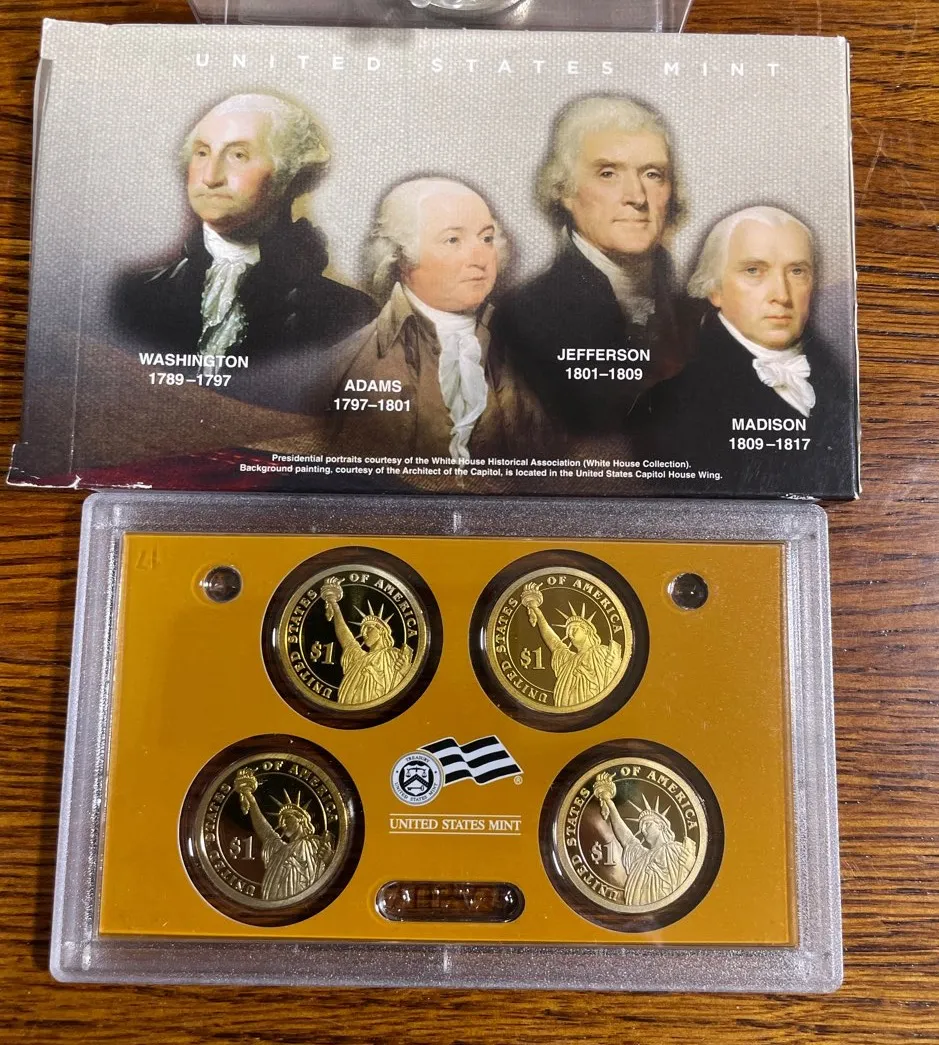 UNITED STATES MINT
WASHINGTON
1789–1797
ADAMS
1797–1801
JEFFERSON
1801–1809
MADISON
1809–1817
Presidential portraits courtesy of the White House Historical Association (White House Collection).
Background painting, courtesy of the Architect of the Capitol, is located in the United States Capitol House Wing.
UNITED STATES OF AMERICA
$1
UNITED STATES OF AMERICA
$1
UNITED STATES OF AMERICA
$1
UNITED STATES OF AMERICA
$1
®
UNITED STATES MINT